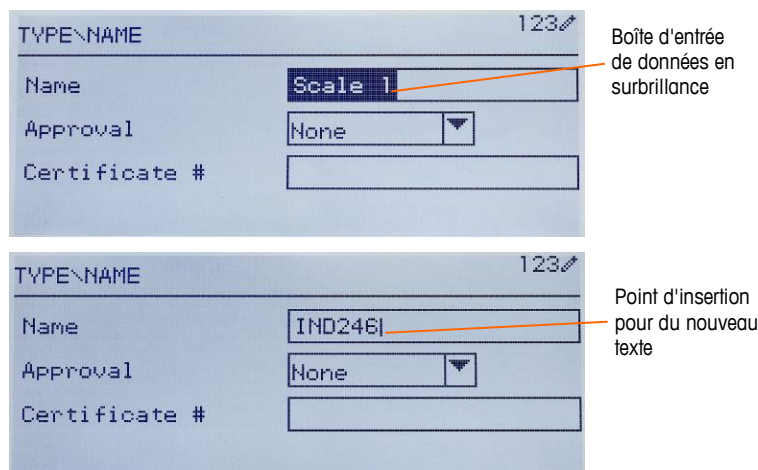 TYPE\NAME 123
Name Scale 1
Approval None
Certificate #
Boîte d'entrée
de données en
surbrillance
TYPE\NAME 123
Name IND246
Approval None
Certificate #
Point d'insertion
pour du nouveau
texte